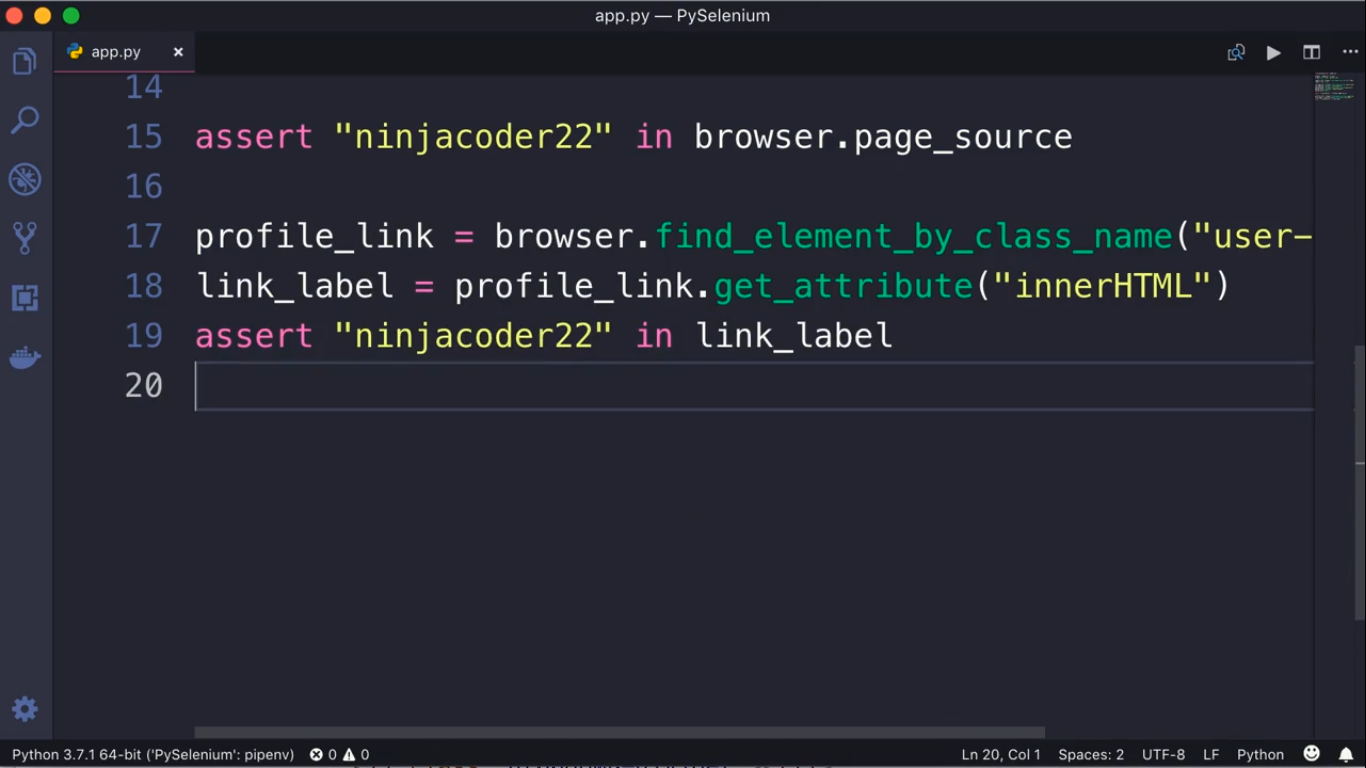 app.py — PySelenium
app.py
14
15 assert "ninjacoder22" in browser.page_source
16
17 profile_link = browser.find_element_by_class_name("user-
18 link_label = profile_link.get_attribute("innerHTML")
19 assert "ninjacoder22" in link_label
20
Python 3.7.1 64-bit ('PySelenium': pipenv) 0 0 Ln 20, Col 1 Spaces: 2 UTF-8 LF Python